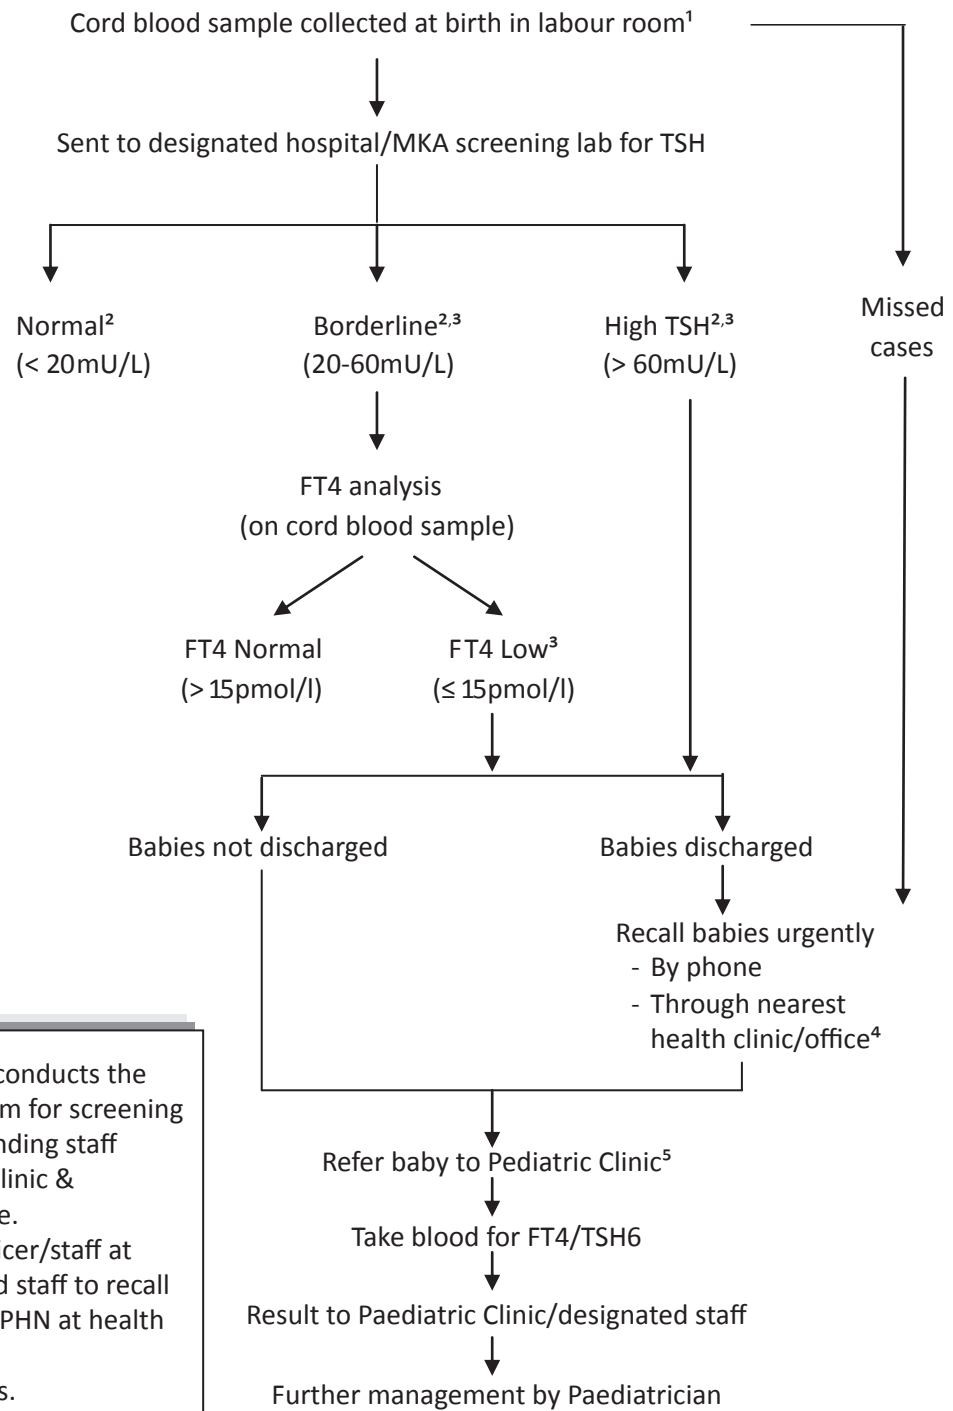 Cord blood sample collected at birth in labour room¹
Sent to designated hospital/MKA screening lab for TSH
Normal²
(< 20mU/L)
Borderline²,³
(20-60mU/L)
High TSH²,³
(> 60mU/L)
Missed
cases
FT4 analysis
(on cord blood sample)
FT4 Normal
(> 15pmol/l)
FT4 Low³
(≤ 15pmol/l)
Babies not discharged
Babies discharged
Recall babies urgently
- By phone
- Through nearest
health clinic/office⁴
conducts the
m for screening
nding staff
linic &
e.
icer/staff at
d staff to recall
PHN at health
s.
Refer baby to Pediatric Clinic⁵
Take blood for FT4/TSH6
Result to Paediatric Clinic/designated staff
Further management by Paediatrician